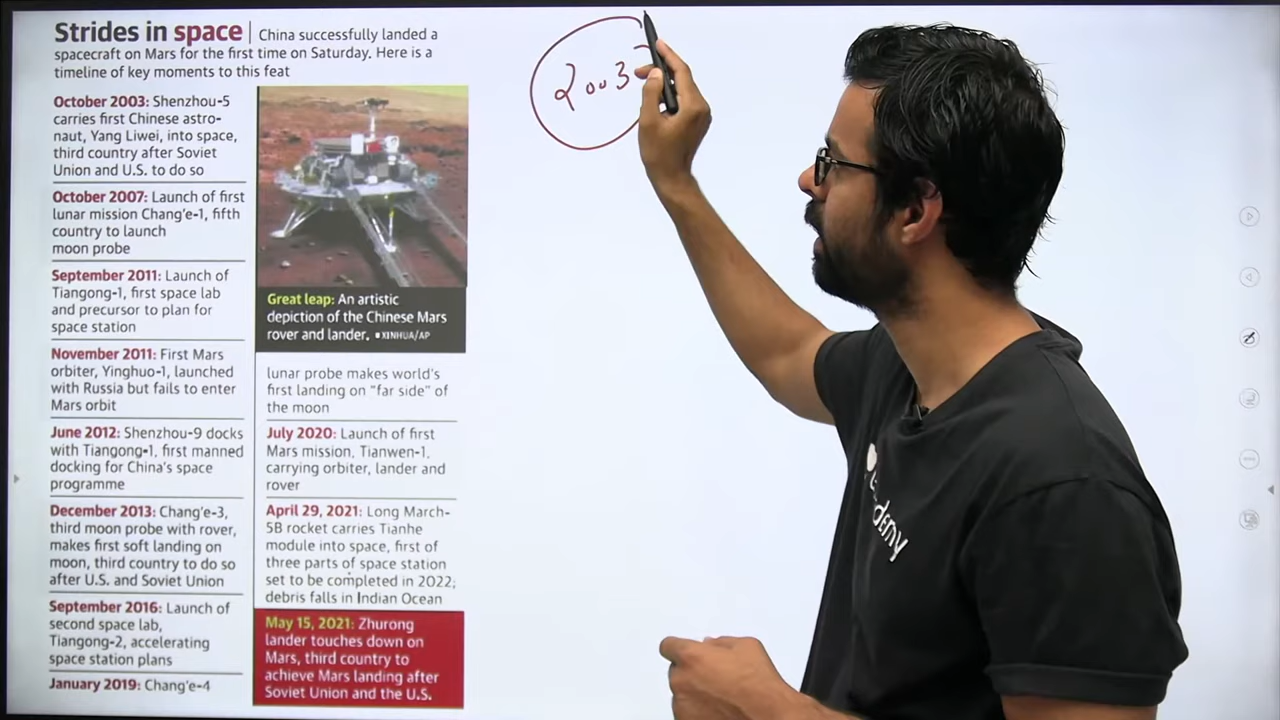 Strides in space | China successfully landed a
spacecraft on Mars for the first time on Saturday. Here is a
timeline of key moments to this feat
October 2003: Shenzhou-5
carries first Chinese astro-
naut, Yang Liwei, into space,
third country after Soviet
Union and U.S. to do so
October 2007: Launch of first
lunar mission Chang'e-1, fifth
country to launch
moon probe
September 2011: Launch of
Tiangong-1, first space lab
and precursor to plan for
space station
November 2011: First Mars
orbiter, Yinghuo-1, launched
with Russia but fails to enter
Mars orbit
June 2012: Shenzhou-9 docks
with Tiangong-1, first manned
docking for China's space
programme
December 2013: Chang'e-3,
third moon probe with rover,
makes first soft landing on
moon, third country to do so
after U.S. and Soviet Union
September 2016: Launch of
second space lab,
Tiangong-2, accelerating
space station plans
January 2019: Chang'e-4
Great leap: An artistic
depiction of the Chinese Mars
rover and lander. ■ XINHUA/AP
lunar probe makes world's
first landing on "far side" of
the moon
July 2020: Launch of first
Mars mission, Tianwen-1,
carrying orbiter, lander and
rover
April 29, 2021: Long March-
5B rocket carries Tianhe
module into space, first of
three parts of space station
set to be completed in 2022;
debris falls in Indian Ocean
May 15, 2021: Zhurong
lander touches down on
Mars, third country to
achieve Mars landing after
Soviet Union and the U.S.
2003